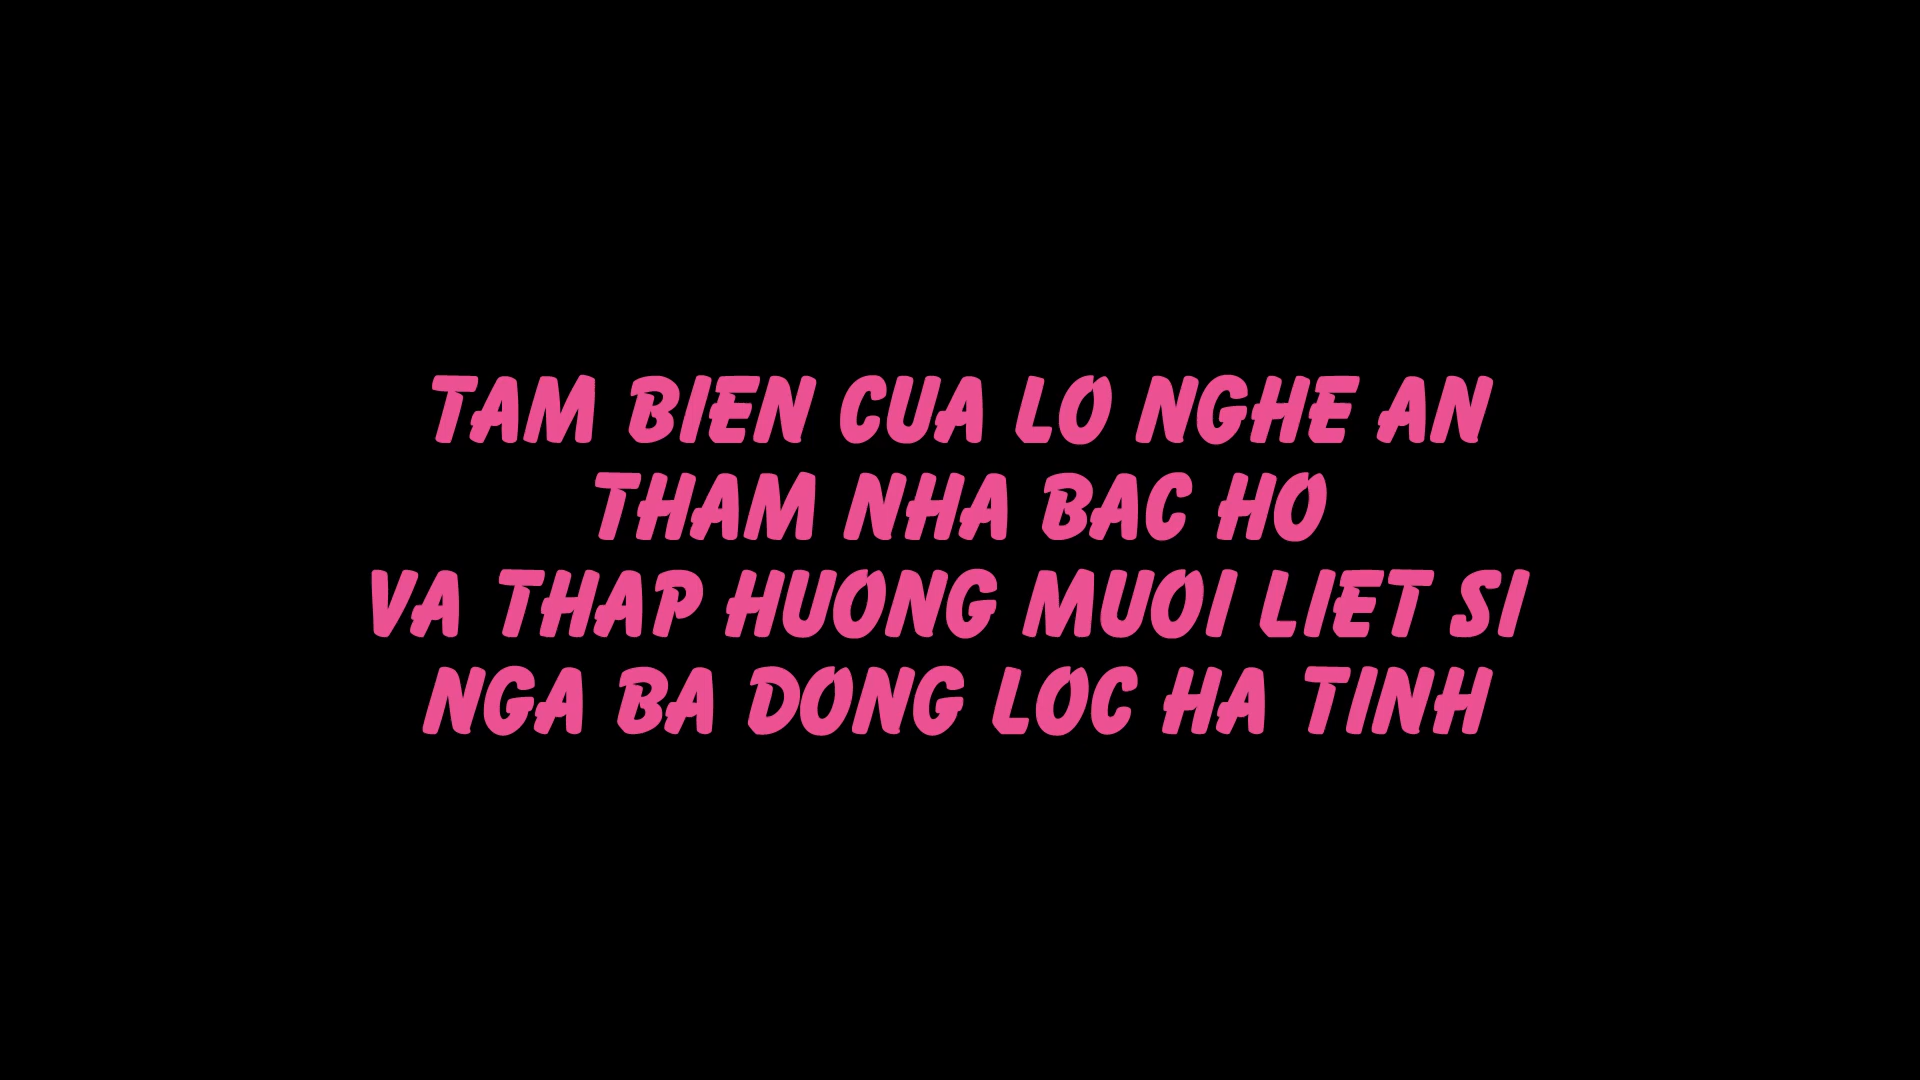 TAM BIEN CUA LO NGHE AN
THAM NHA BAC HO
VA THAP HUONG MUOI LIET SI
NGA BA DONG LOC HA TINH